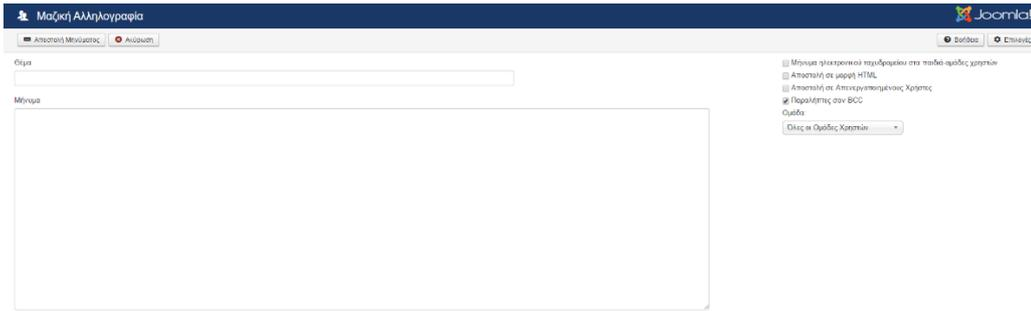 Μαζική Αλληλογραφία
Joomla!
Αποστολή Μηνύματος
Ακύρωση
Βοήθεια
Επιλογές
Θέμα
Μήνυμα ηλεκτρονικού ταχυδρομείου στα παιδιά-ομάδες χρηστών
Αποστολή σε μορφή HTML
Αποστολή σε Απενεργοποιημένους Χρήστες
Μήνυμα
Παραλήπτες σαν BCC
Ομάδα
Όλες οι Ομάδες Χρηστών